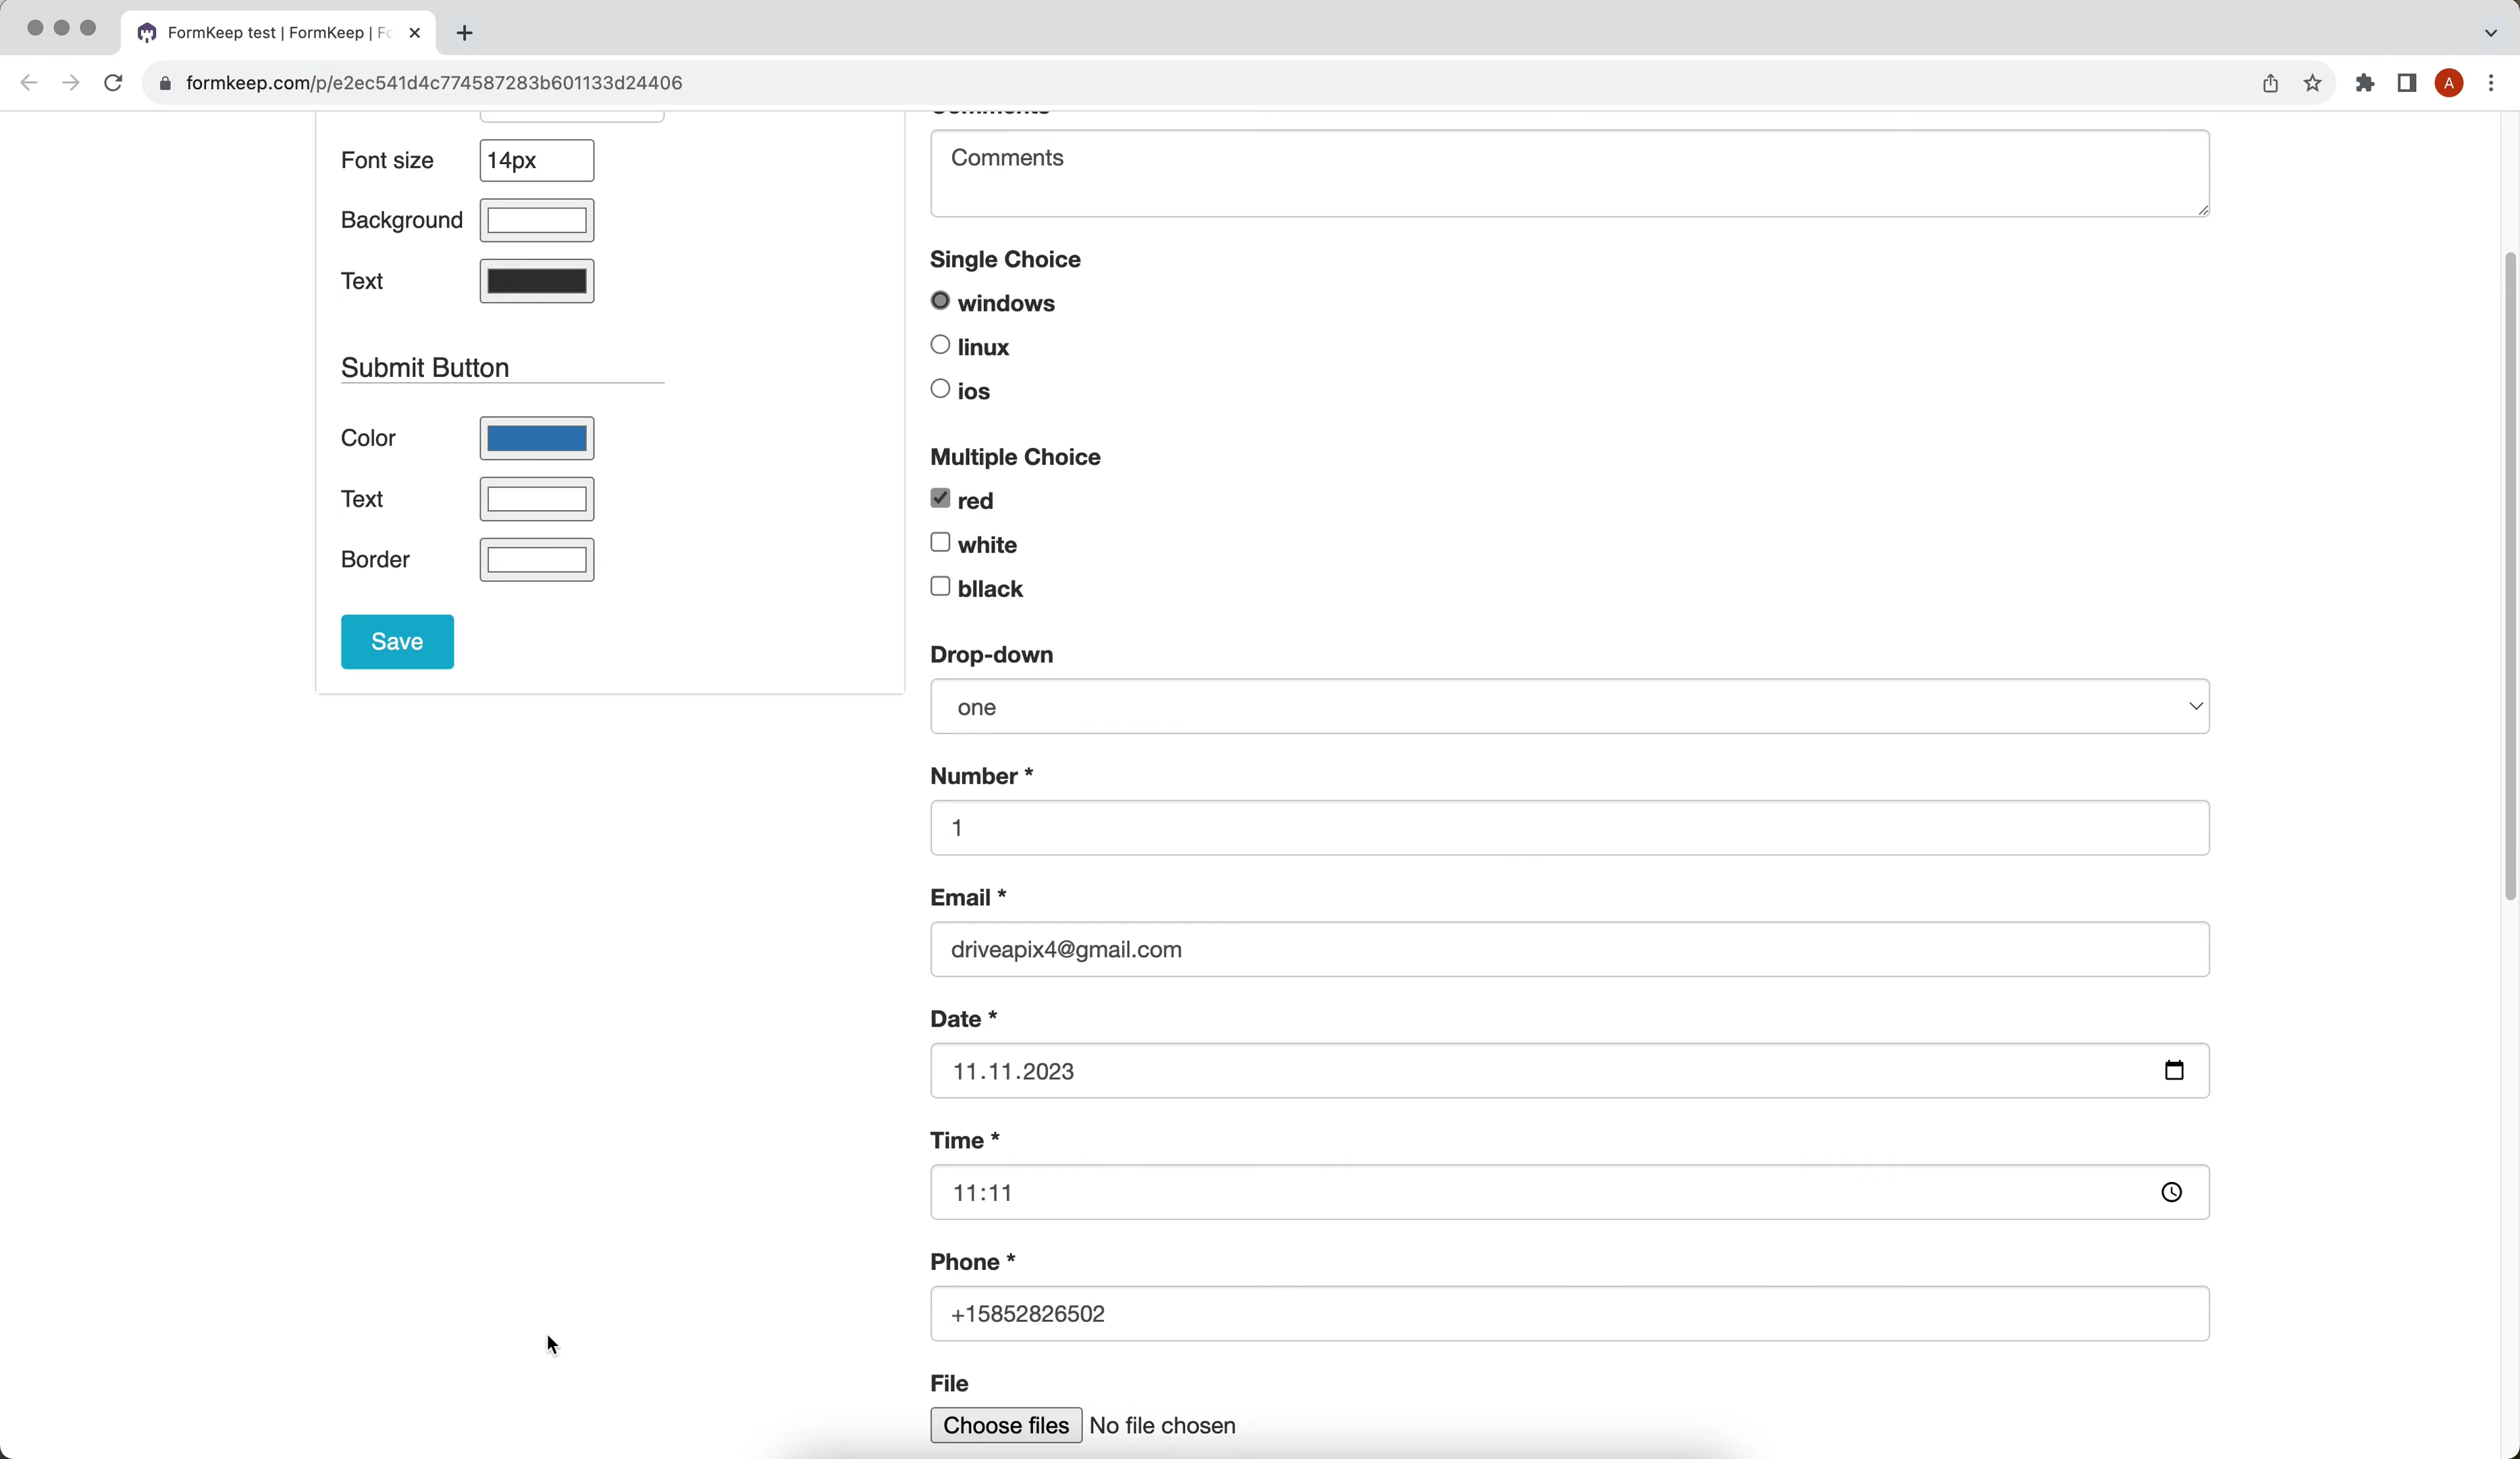 FormKeep test | FormKeep | Fo
formkeep.com/p/e2ec541d4c774587283b601133d24406
A
Font size
14px
Background
Text
Submit Button
Color
Text
Border
Save
Comments
Comments
Single Choice
windows
linux
ios
Multiple Choice
red
white
bllack
Drop-down
one
Number *
1
Email *
driveapix4@gmail.com
Date *
11.11.2023
Time *
11:11
Phone *
+15852826502
File
Choose files No file chosen